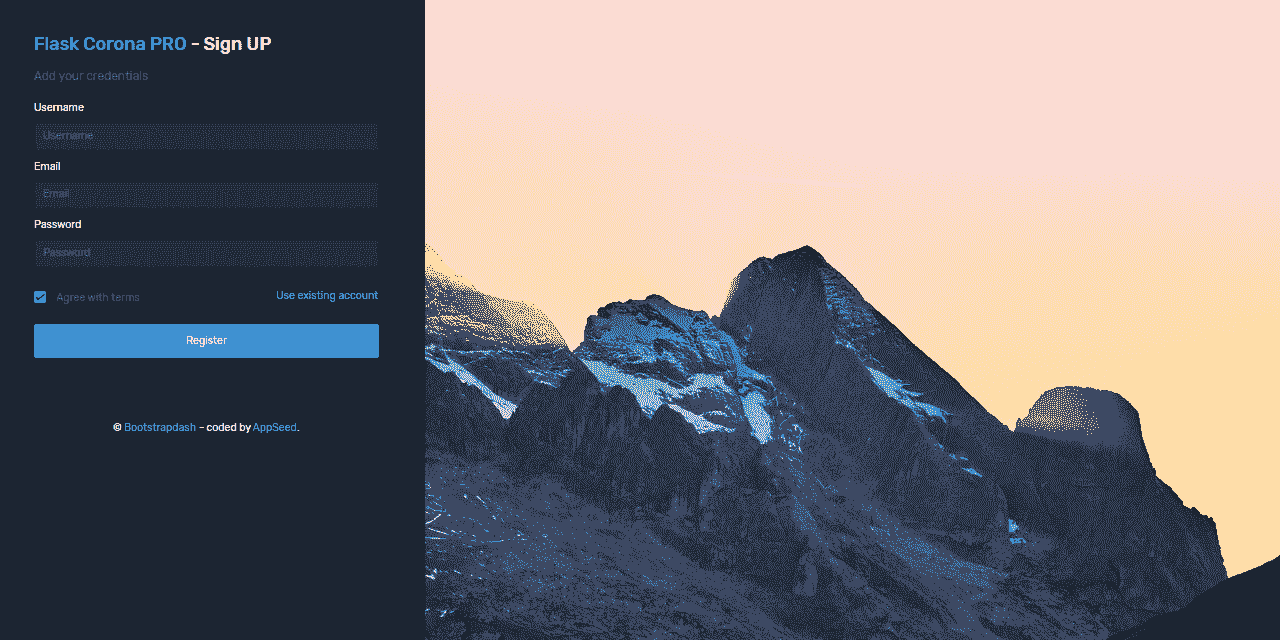 Flask Corona PRO - Sign UP
Add your credentials
Username
Username
Email
Email
Password
Password
Agree with terms
Use existing account
Register
© Bootstrapdash - coded by AppSeed.